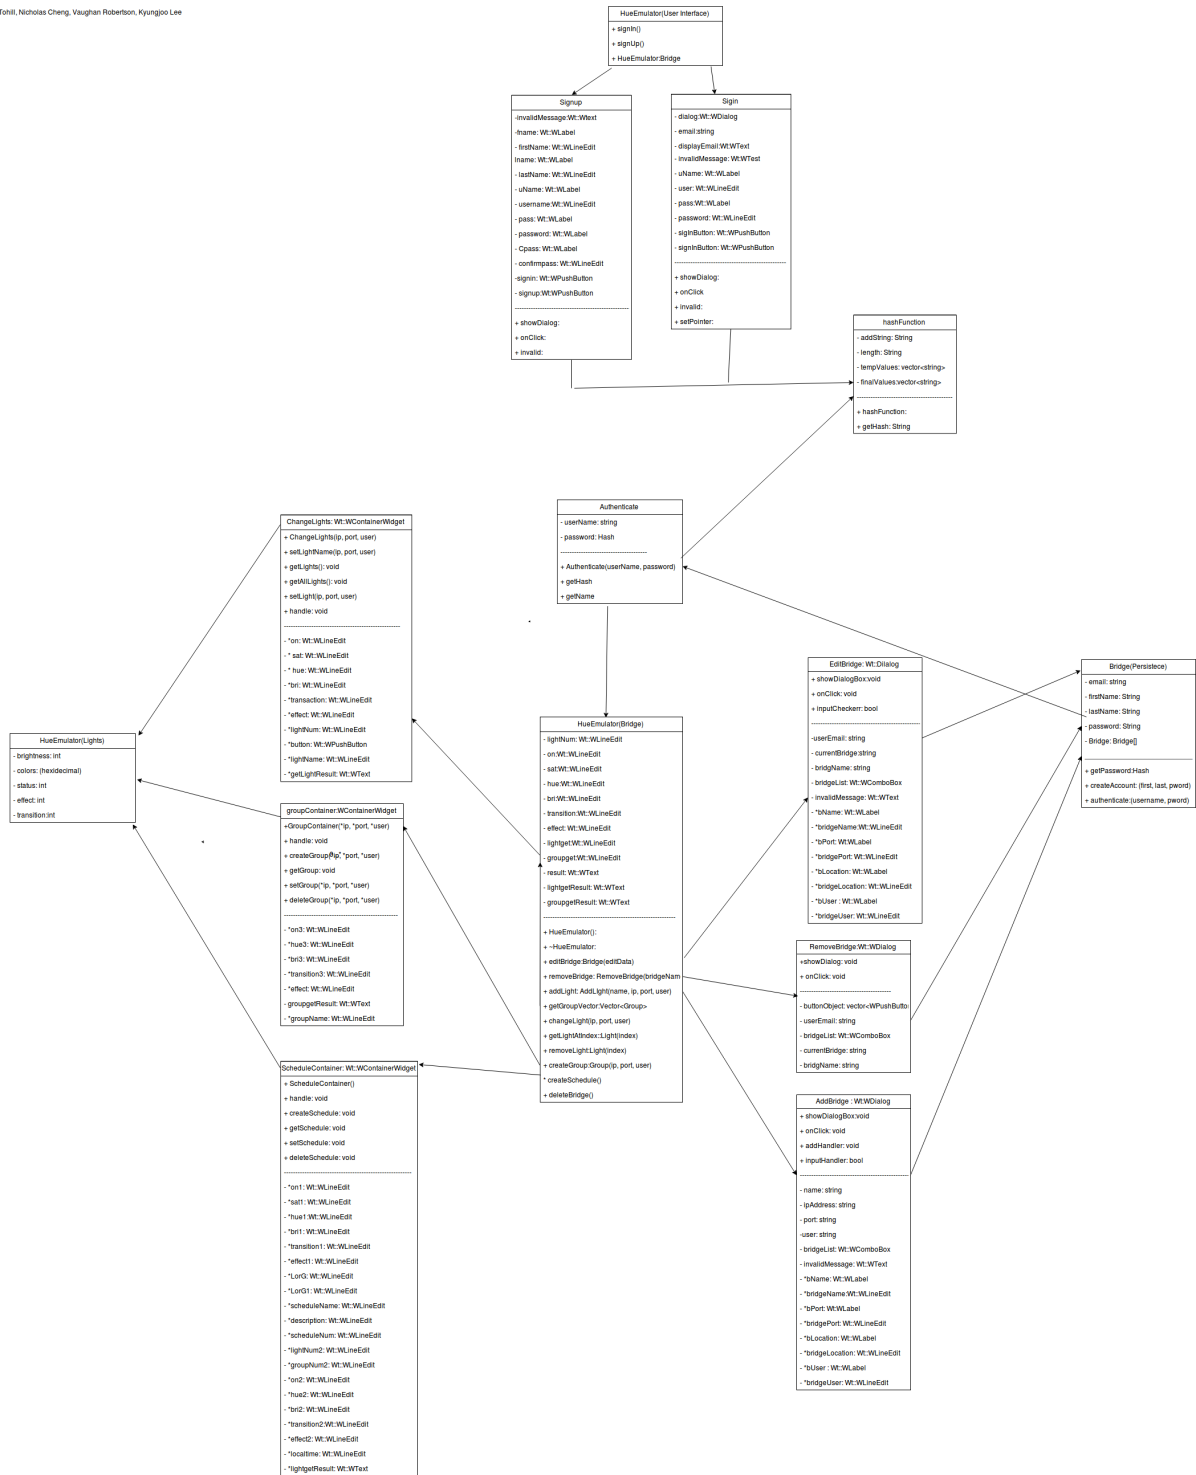 Tohill, Nicholas Cheng, Vaughan Robertson, Kyungjoo Lee
HueEmulator(User Interface)
+ signIn()
+ signUp()
+ HueEmulator:Bridge
Signup
-invalidMessage:Wt::Wtext
-fname: Wt::WLabel
- firstName: Wt::WLineEdit
lname: Wt::WLabel
- lastName: Wt::WLineEdit
- uName: Wt::WLabel
- username:Wt::WLineEdit
- pass: Wt::WLabel
- password: Wt::WLabel
- Cpass: Wt::WLabel
- confirmpass: Wt::WLineEdit
-signin: Wt::WPushButton
- signup:Wt:WPushButton
+ showDialog:
+ onClick:
+ invalid:
Sigin
- dialog:Wt::WDialog
- email:string
- displayEmail:Wt:WText
- invalidMessage: Wt:WTest
- uName: Wt::WLabel
- user: Wt::WLineEdit
- pass:Wt::WLabel
- password: Wt::WLineEdit
- sigInButton: Wt::WPushButton
- signInButton: Wt::WPushButton
+ showDialog:
+ onClick
+ invalid:
+ setPointer:
hashFunction
- addString: String
- length: String
- tempValues: vector<string>
- finalValues:vector<string>
+ hashFunction:
+ getHash: String
Authenticate
- userName: string
- password: Hash
+ Authenticate(userName, password)
+ getHash
+ getName
ChangeLights: Wt::WContainerWidget
+ ChangeLights(ip, port, user)
+ setLightName(ip, port, user)
+ getLights(): void
+ getAllLights(): void
+ setLight(ip, port, user)
+ handle: void
- *on: Wt::WLineEdit
- * sat: Wt::WLineEdit
- * hue: Wt::WLineEdit
- *bri: Wt::WLineEdit
- *transaction: Wt::WLineEdit
- *effect: Wt::WLineEdit
- *lightNum: Wt::WLineEdit
- *button: Wt::WPushButton
- *lightName: Wt::WLineEdit
- *getLightResult: Wt::WText
HueEmulator(Lights)
- brightness: int
- colors: (hexidecimal)
- status: int
- effect: int
- transition:int
groupContainer:WContainerWidget
+GroupContainer(*ip, *port, *user)
+ handle: void
+ getGroup: void
+ setGroup(*ip, *port, *user)
+ deleteGroup(*ip, *port, *user)
- *on3: Wt::WLineEdit
- *hue3: Wt::WLineEdit
- *bri3: Wt::WLineEdit
- *transition3: Wt::WLineEdit
- *effect: Wt::WLineEdit
- groupgetResult: Wt::WText
- *groupName: Wt::WLineEdit
ScheduleContainer: Wt::WContainerWidget
+ ScheduleContainer()
+ handle: void
+ createSchedule: void
+ getSchedule: void
+ setSchedule: void
+ deleteSchedule: void
- *on1: Wt::WLineEdit
- *sat1: Wt::WLineEdit
- *hue1:Wt::WLineEdit
- *bri1: Wt::WLineEdit
- *transition1: Wt::WLineEdit
- *effect1: Wt::WLineEdit
- *LorG: Wt::WLineEdit
- *LorG1: Wt::WLineEdit
- *scheduleName: Wt::WLineEdit
- *description: Wt::WLineEdit
- *scheduleNum: Wt::WLineEdit
- *lightNum2: Wt::WLineEdit
- *groupNum2: Wt::WLineEdit
- *on2: Wt::WLineEdit
- *hue2: Wt::WLineEdit
- *bri2: Wt::WLineEdit
- *transition2:Wt::WLineEdit
- *effect2: Wt::WLineEdit
- *localtime: Wt::WLineEdit
- *lightgetResult: Wt::WText
HueEmulator(Bridge)
- lightNum: Wt::WLineEdit
- on:Wt::WLineEdit
- sat:WLineEdit
- hue:Wt::WLineEdit
- bri:Wt::WLineEdit
- transition: Wt::WLineEdit
- effect: Wt::WLineEdit
- lightget:Wt::WLineEdit
- groupget:Wt::WLineEdit
- result: Wt::WText
- lightgetResult: Wt::WText
- groupgetResult: Wt::WText
+ HueEmulator():
+ ~HueEmulator:
+ editBridge:Bridge(editData)
+ removeBridge: RemoveBridge(bridgeNam
+ addLight: AddLIght(name, ip, port, user)
+ getGroupVector:Vector<Group>
+ changeLight(ip, port, user)
+ getLightAtIndex::Light(index)
+ removeLight:Light(index)
+ createGroup:Group(ip, port, user)
* createSchedule()
+ deleteBridge()
EditBridge: Wt::Dilalog
+ showDialogBox:void
+ onClick: void
+ inputCheckerr: bool
-userEmail: string
- currentBridge:string
- bridgName: string
- bridgeList: Wt::WComboBox
- invalidMessage: Wt::WText
- *bName: Wt::WLabel
- *bridgeName:Wt::WLineEdit
- *bPort: Wt:WLabel
- *bridgePort: Wt::WLineEdit
- *bLocation: Wt::WLabel
- *bridgeLocation: Wt::WLineEdit
- *bUser : Wt::WLabel
- *bridgeUser: Wt::WLineEdit
Bridge(Persistece)
- email: string
- firstName: String
- lastName: String
- password: String
- Bridge: Bridge[]
+ getPassword:Hash
+ createAccount: (first, last, pword)
+ authenticate:(username, pword)
RemoveBridge:Wt::WDialog
+showDialog: void
+ onClick: void
- buttonObject: vector<WPushButto
- userEmail: string
- bridgeList: Wt::WComboBox
- currentBridge: string
- bridgName: string
AddBridge : Wt:WDialog
+ showDialogBox:void
+ onClick: void
+ addHandler: void
+ inputHandler: bool
- name: string
- ipAddress: string
- port: string
-user: string
- bridgeList: Wt::WComboBox
- invalidMessage: Wt::WText
- *bName: Wt::WLabel
- *bridgeName:Wt::WLineEdit
- *bPort: Wt:WLabel
- *bridgePort: Wt::WLineEdit
- *bLocation: Wt::WLabel
- *bridgeLocation: Wt::WLineEdit
- *bUser : Wt::WLabel
- *bridgeUser: Wt::WLineEdit